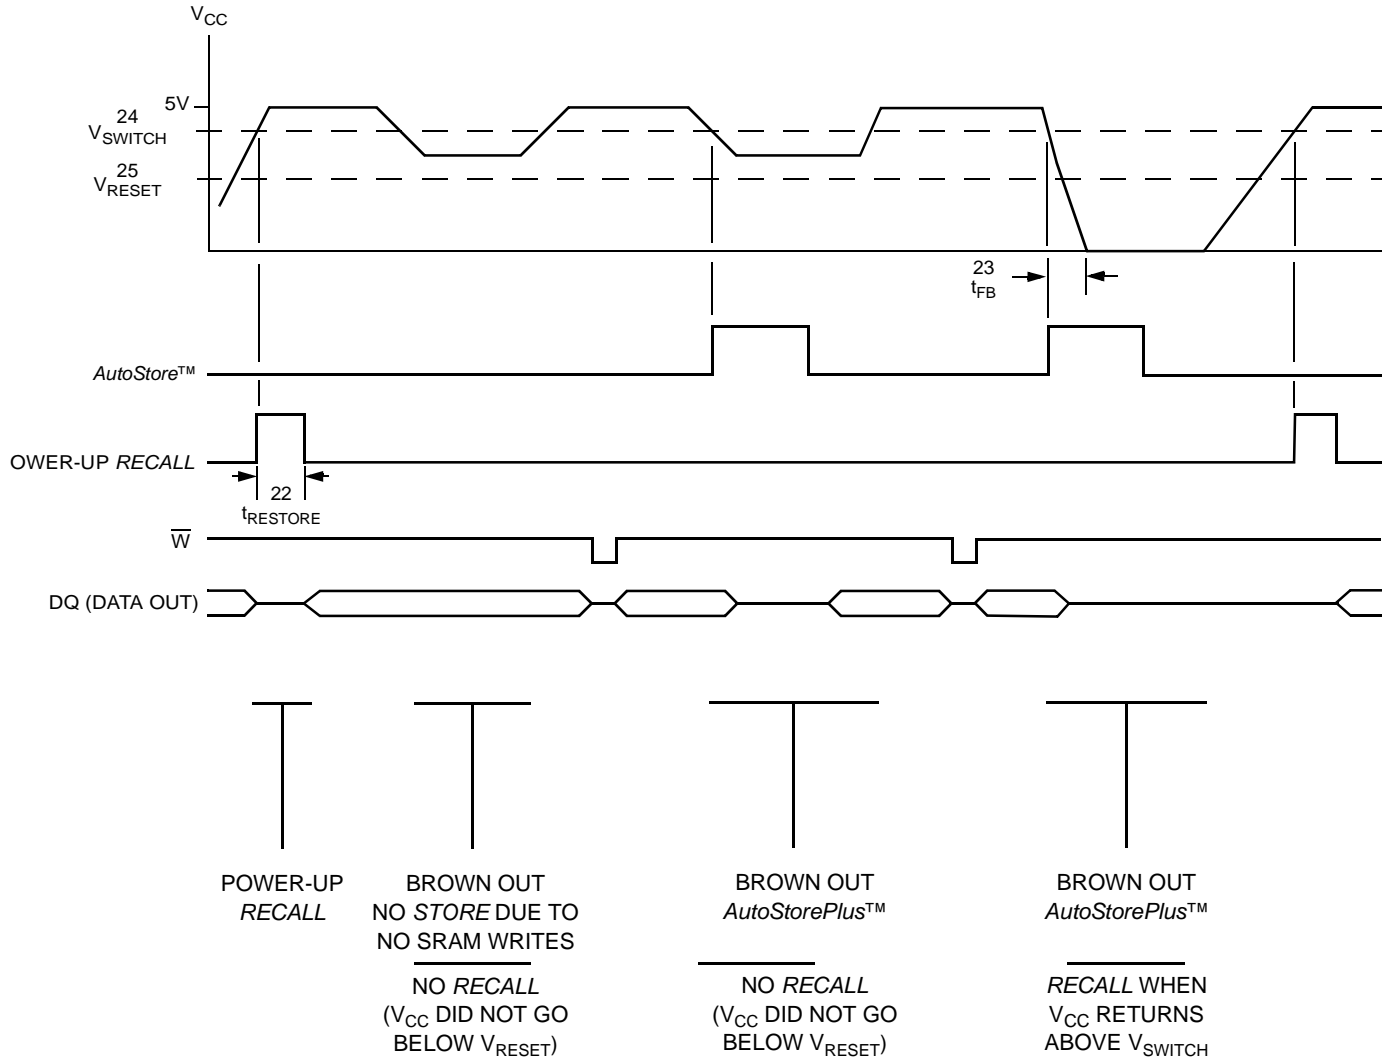 VCC
5V
24
VSWITCH
25
VRESET
23
tFB
AutoStore™
OWER-UP RECALL
22
tRESTORE
W
DQ (DATA OUT)
POWER-UP
RECALL
BROWN OUT
NO STORE DUE TO
NO SRAM WRITES
NO RECALL
(VCC DID NOT GO
BELOW VRESET)
BROWN OUT
AutoStorePlus™
NO RECALL
(VCC DID NOT GO
BELOW VRESET)
BROWN OUT
AutoStorePlus™
RECALL WHEN
VCC RETURNS
ABOVE VSWITCH